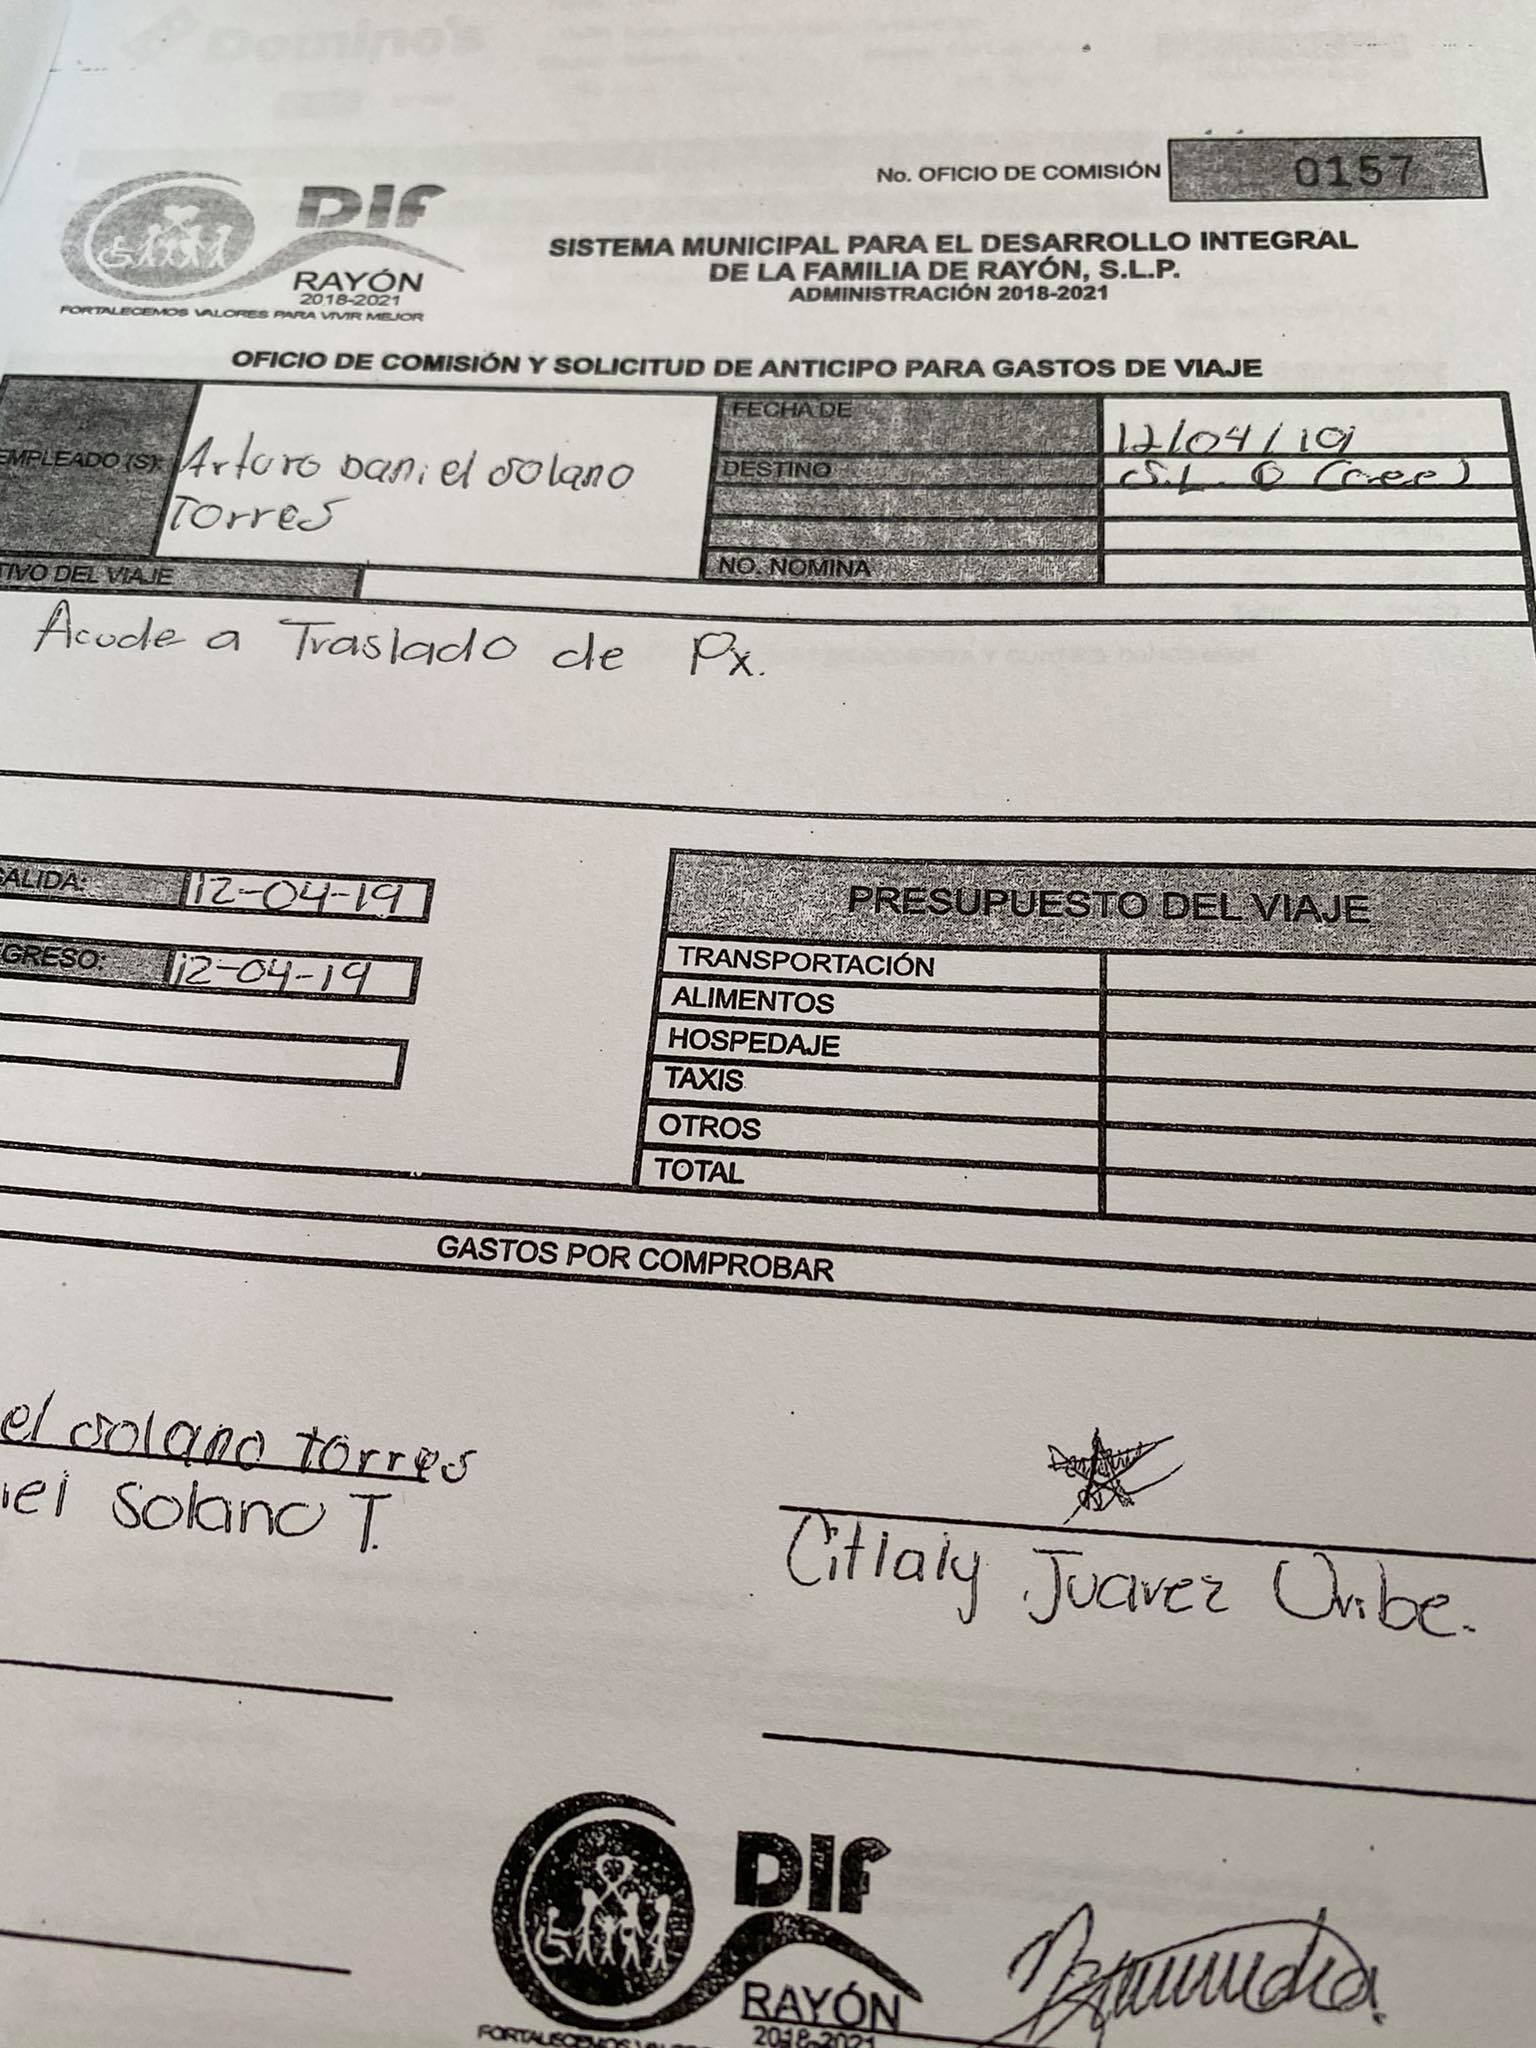 Domino's
No. OFICIO DE COMISIÓN 0157
DIF
RAYÓN
2018-2021
FORTALECEMOS VALORES PARA VIVIR MEJOR
SISTEMA MUNICIPAL PARA EL DESARROLLO INTEGRAL
DE LA FAMILIA DE RAYÓN, S.L.P.
ADMINISTRACIÓN 2018-2021
OFICIO DE COMISIÓN Y SOLICITUD DE ANTICIPO PARA GASTOS DE VIAJE
EMPLEADO (S): Arturo Daniel Solano
Torres
FECHA DE 12/04/19
DESTINO S.L.
NO. NOMINA
TIVO DEL VIAJE
Acude a Traslado de Px.
SALIDA: 12-04-19
EGRESO: 12-04-19
PRESUPUESTO DEL VIAJE
TRANSPORTACIÓN
ALIMENTOS
HOSPEDAJE
TAXIS
OTROS
TOTAL
GASTOS POR COMPROBAR
el Solano Torres
iel Solano T.
Citlaly Juarez Uribe.
DIF
RAYÓN
2018-2021
FORTALECEMOS